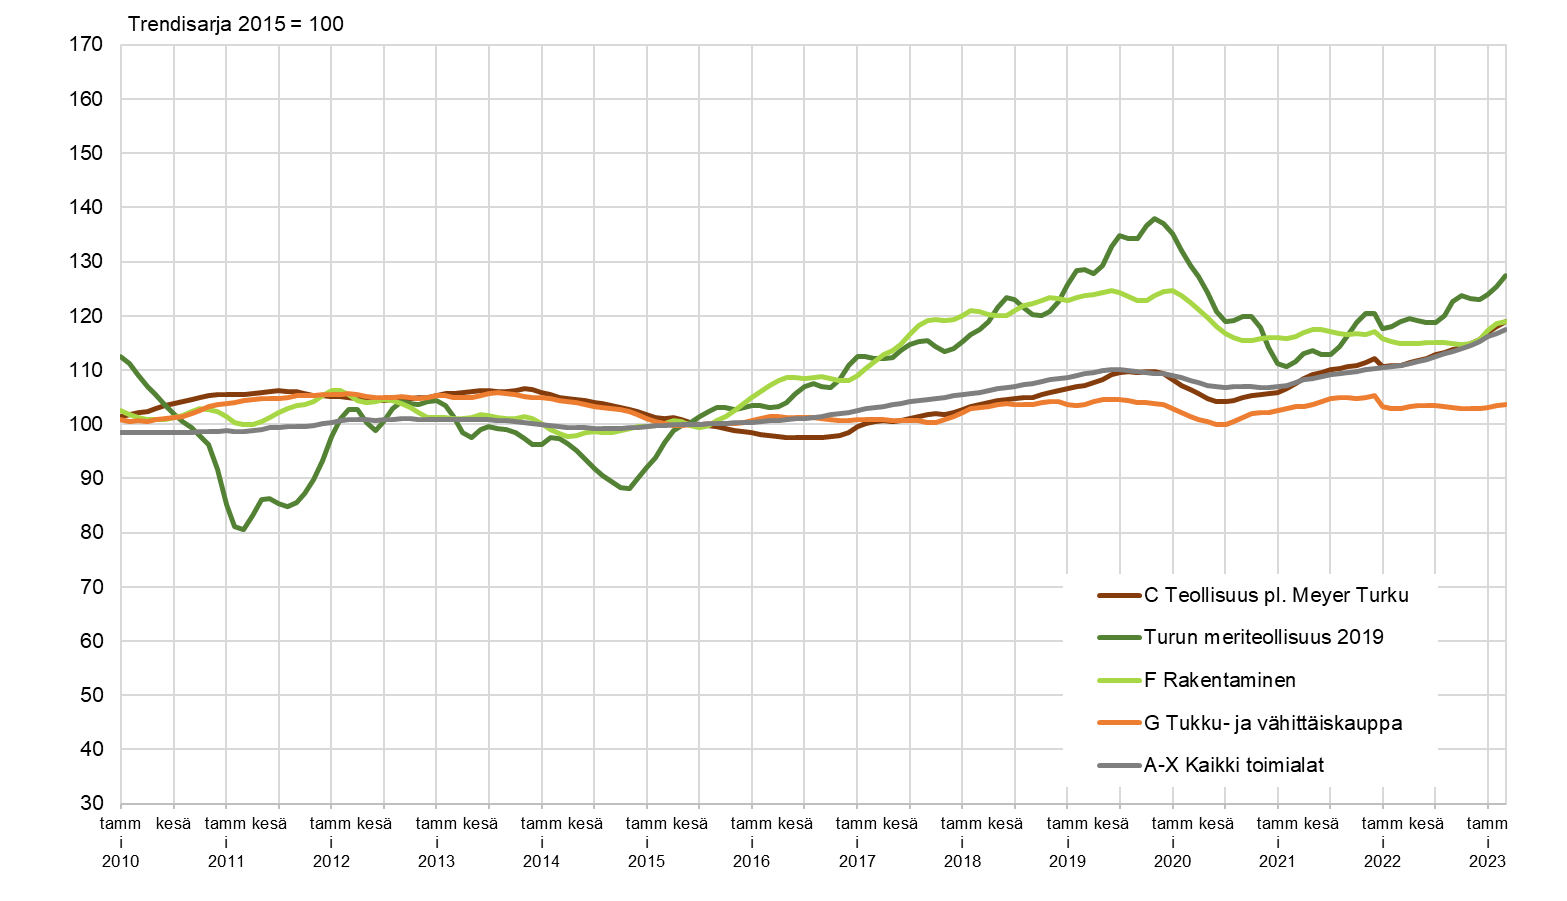 Trendisarja 2015 = 100
170
160
150
140
130
120
110
100
90
80
70
60
50
40
30
C Teollisuus pl. Meyer Turku
Turun meriteollisuus 2019
F Rakentaminen
G Tukku- ja vähittäiskauppa
A-X Kaikki toimialat
tamm kesä tamm kesä tamm kesä tamm kesä tamm kesä tamm kesä tamm kesä tamm kesä tamm kesä tamm kesä tamm kesä tamm kesä tamm kesä tamm
i i i i i i i i i i i i i i
2010 2011 2012 2013 2014 2015 2016 2017 2018 2019 2020 2021 2022 2023